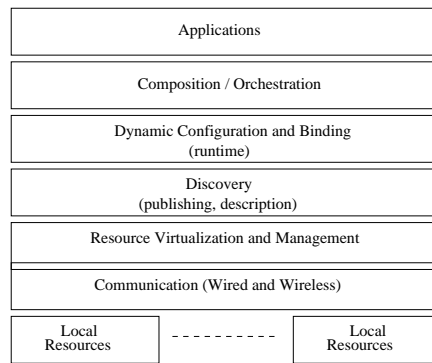 Applications
Composition / Orchestration
Dynamic Configuration and Binding
(runtime)
Discovery
(publishing, description)
Resource Virtualization and Management
Communication (Wired and Wireless)
Local
Resources
Local
Resources